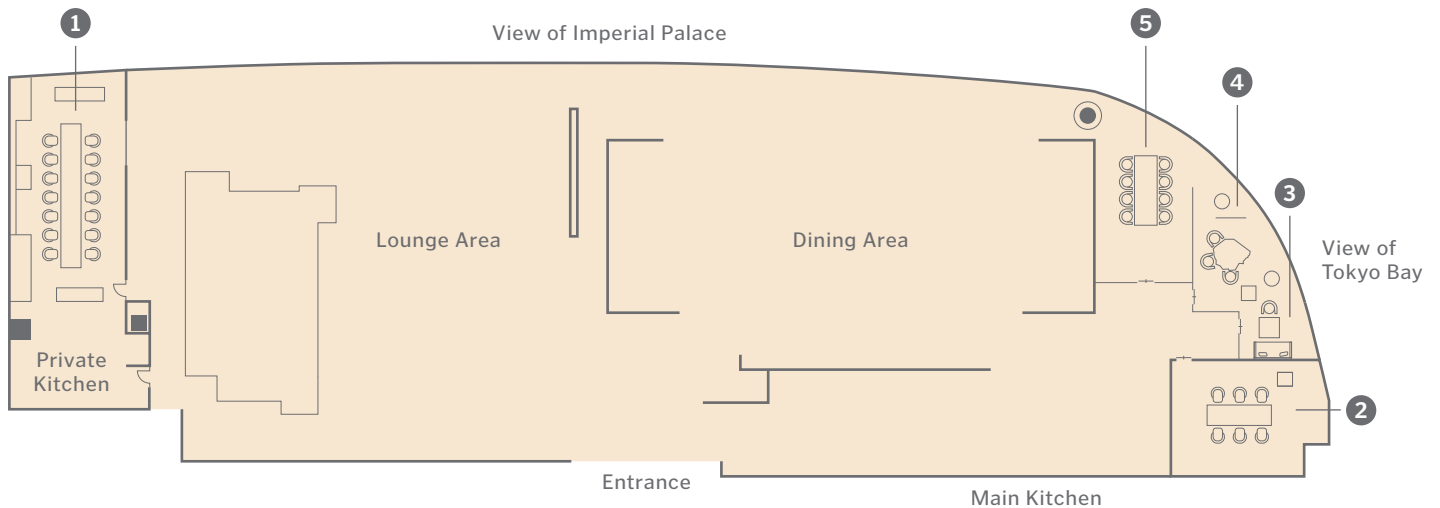 1
View of Imperial Palace
5
4
3
Lounge Area
Dining Area
View of
Tokyo Bay
Private
Kitchen
2
Entrance
Main Kitchen